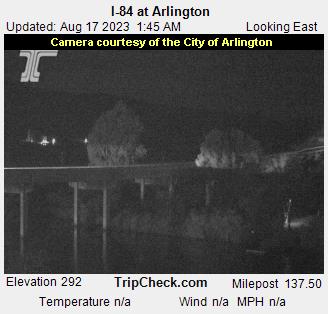 I-84 at Arlington
Updated: Aug 17 2023 1:45 AM Looking East
Camera courtesy of the City of Arlington
Elevation 292 TripCheck.com Milepost 137.50
Temperature n/a Wind n/a MPH n/a